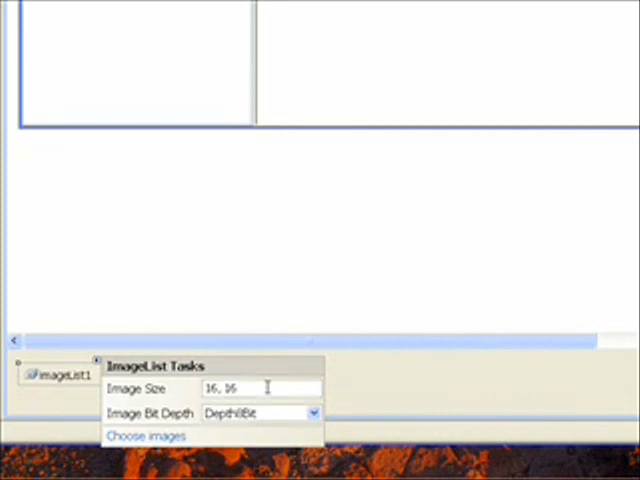 ImageList Tasks
imageList1
Image Size 16, 16
Image Bit Depth Depth8Bit
Choose images